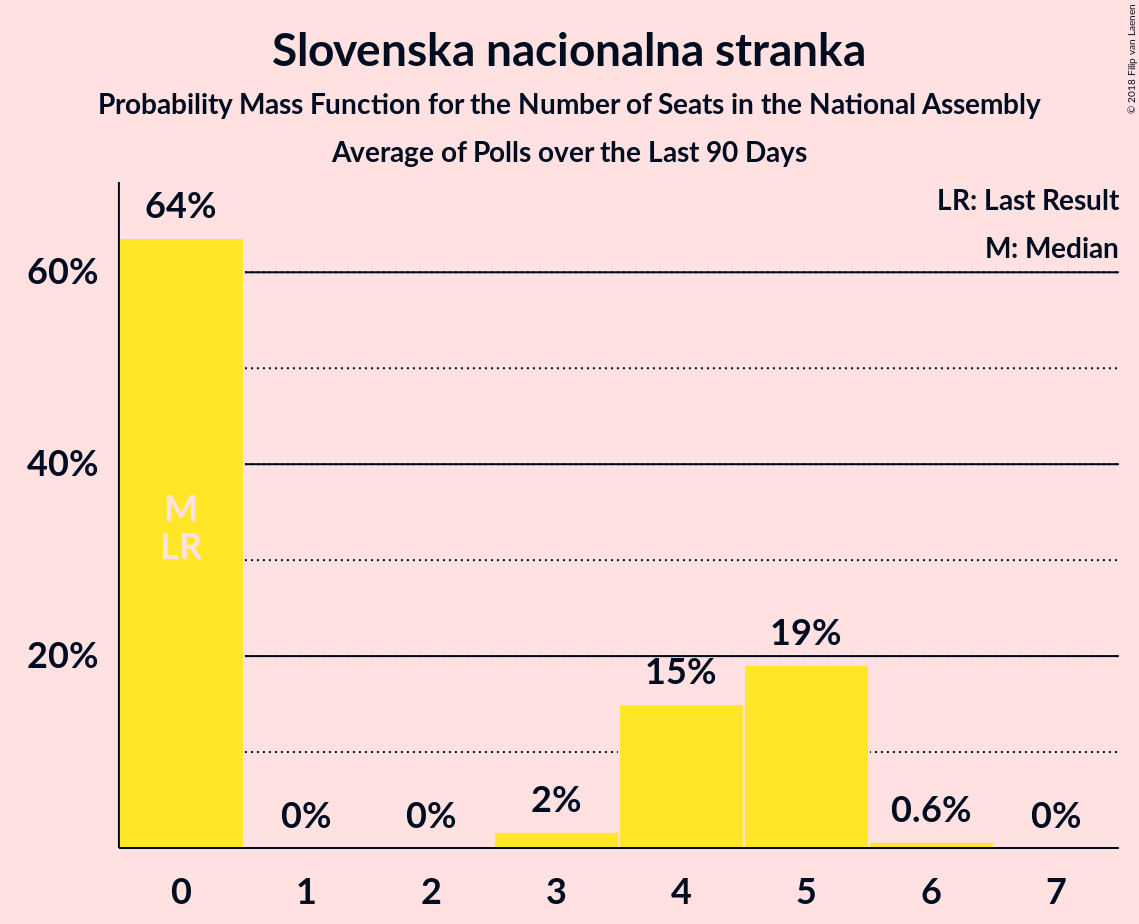 Slovenska nacionalna stranka
Probability Mass Function for the Number of Seats in the National Assembly
Average of Polls over the Last 90 Days
© 2018 Filip van Laenen
LR: Last Result
M: Median
64%
60%
40%
20%
M
LR
0%
0%
2%
15%
19%
0.6%
0%
0 1 2 3 4 5 6 7